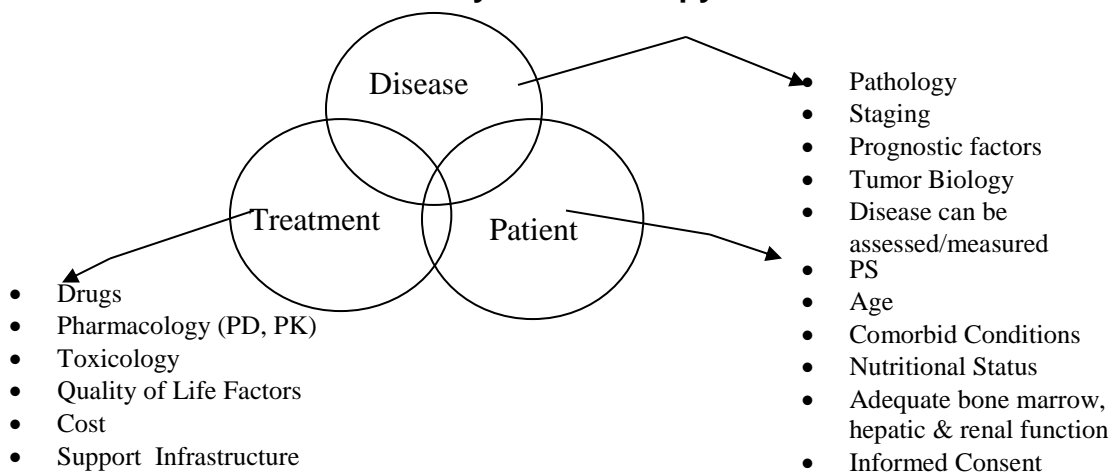 Disease
Treatment
Patient
• Pathology
• Staging
• Prognostic factors
• Tumor Biology
• Disease can be
assessed/measured
• PS
• Age
• Comorbid Conditions
• Nutritional Status
• Adequate bone marrow,
hepatic & renal function
• Informed Consent
• Drugs
• Pharmacology (PD, PK)
• Toxicology
• Quality of Life Factors
• Cost
• Support Infrastructure